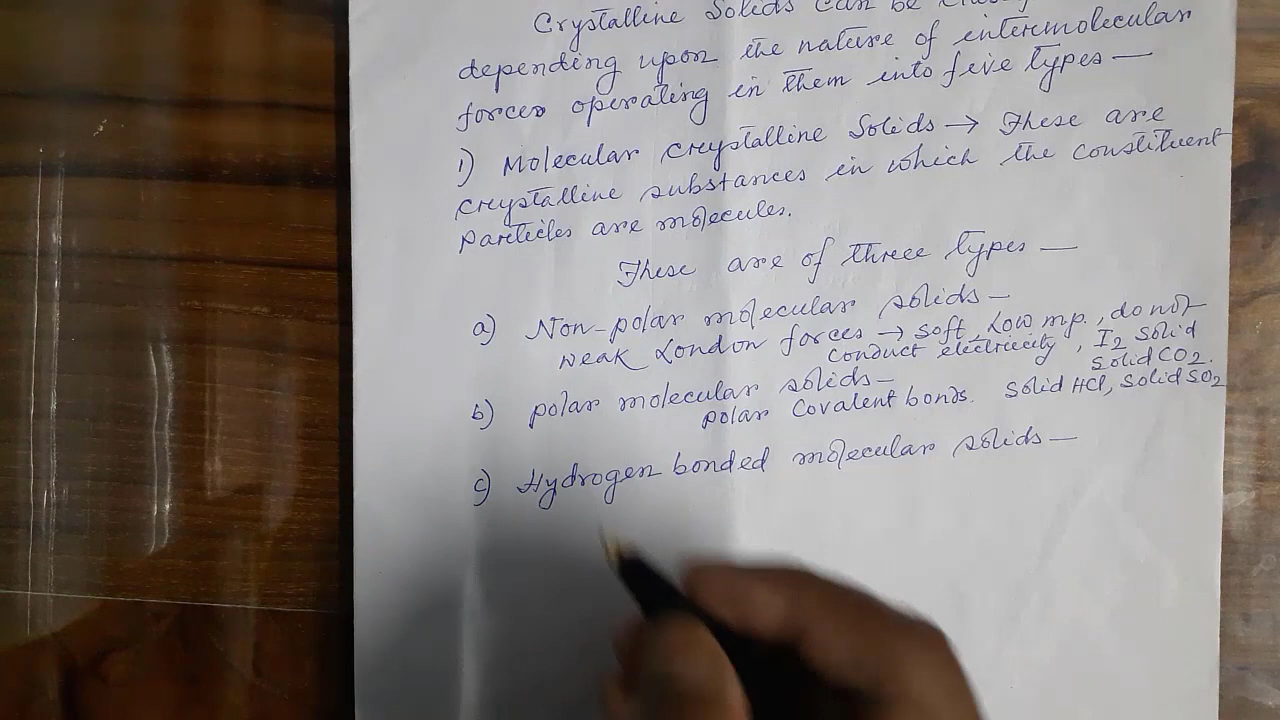 Crystalline Solids can be
depending upon the nature of intermolecular
forces operating in them into five types —
1) Molecular crystalline Solids → These are
crystalline substances in which the constituent
particles are molecules.
These are of three types —
a) Non-polar molecular solids —
weak London forces → soft, Low mp., do not
conduct electricity, I2 Solid
Solid CO2.
b) polar molecular solids —
polar Covalent bonds. Solid HCl, Solid SO2
c) Hydrogen bonded molecular solids —